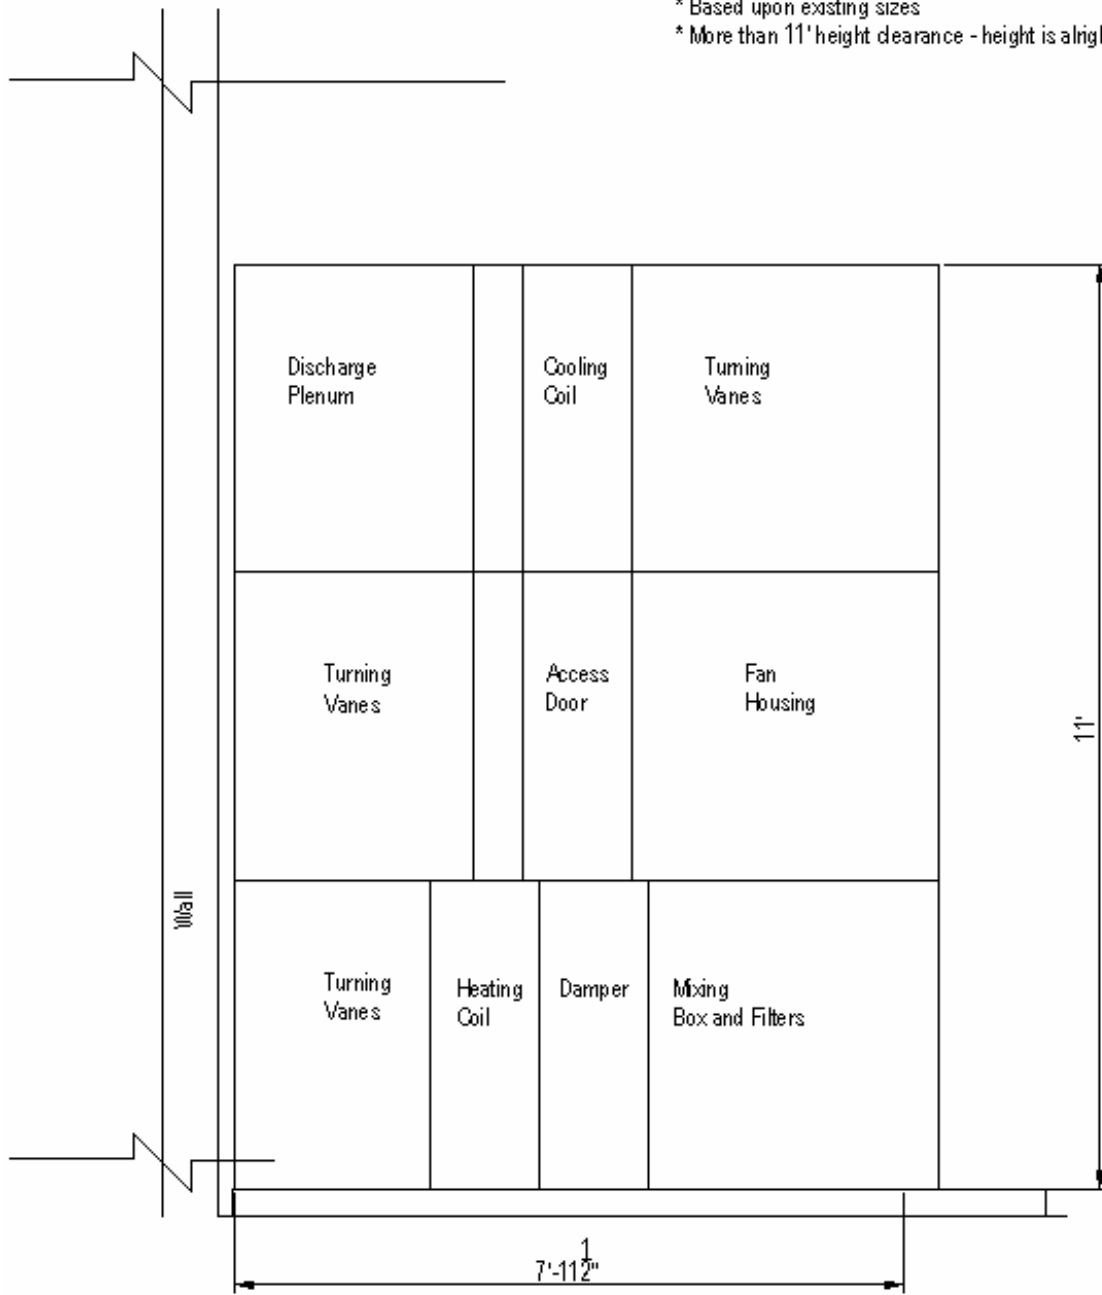 * Based upon existing sizes
* More than 11' height clearance - height is
Discharge
Plenum
Cooling
Coil
Turning
Vanes
Turning
Vanes
Access
Door
Fan
Housing
11'
Wall
Turning
Vanes
Heating
Coil
Damper
Mixing
Box and Filters
1
7'-112"